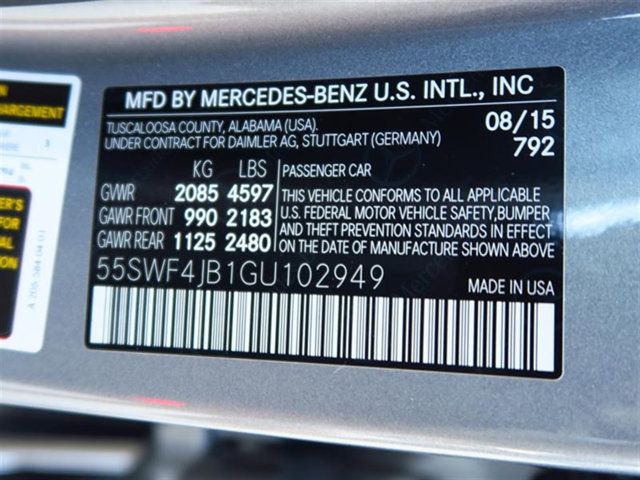 MFD BY MERCEDES-BENZ U.S. INTL., INC
TUSCALOOSA COUNTY, ALABAMA (USA). 08/15
UNDER CONTRACT FOR DAIMLER AG, STUTTGART (GERMANY) 792
KG LBS PASSENGER CAR
GVWR 2085 4597
GAWR FRONT 990 2183
GAWR REAR 1125 2480
THIS VEHICLE CONFORMS TO ALL APPLICABLE
U.S. FEDERAL MOTOR VEHICLE SAFETY,BUMPER
AND THEFT PREVENTION STANDARDS IN EFFECT
ON THE DATE OF MANUFACTURE SHOWN ABOVE.
55SWF4JB1GU102949
MADE IN USA